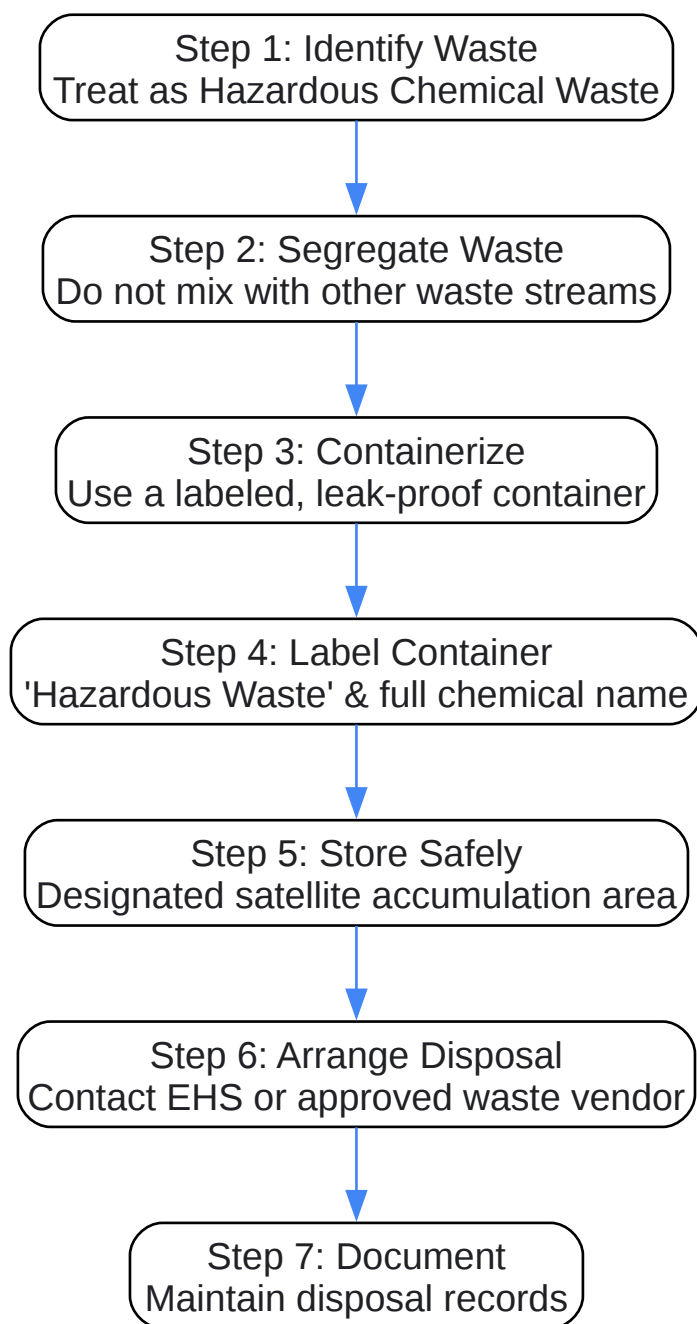 Step 1: Identify Waste
Treat as Hazardous Chemical Waste
Step 2: Segregate Waste
Do not mix with other waste streams
Step 3: Containerize
Use a labeled, leak-proof container
Step 4: Label Container
'Hazardous Waste' & full chemical name
Step 5: Store Safely
Designated satellite accumulation area
Step 6: Arrange Disposal
Contact EHS or approved waste vendor
Step 7: Document
Maintain disposal records